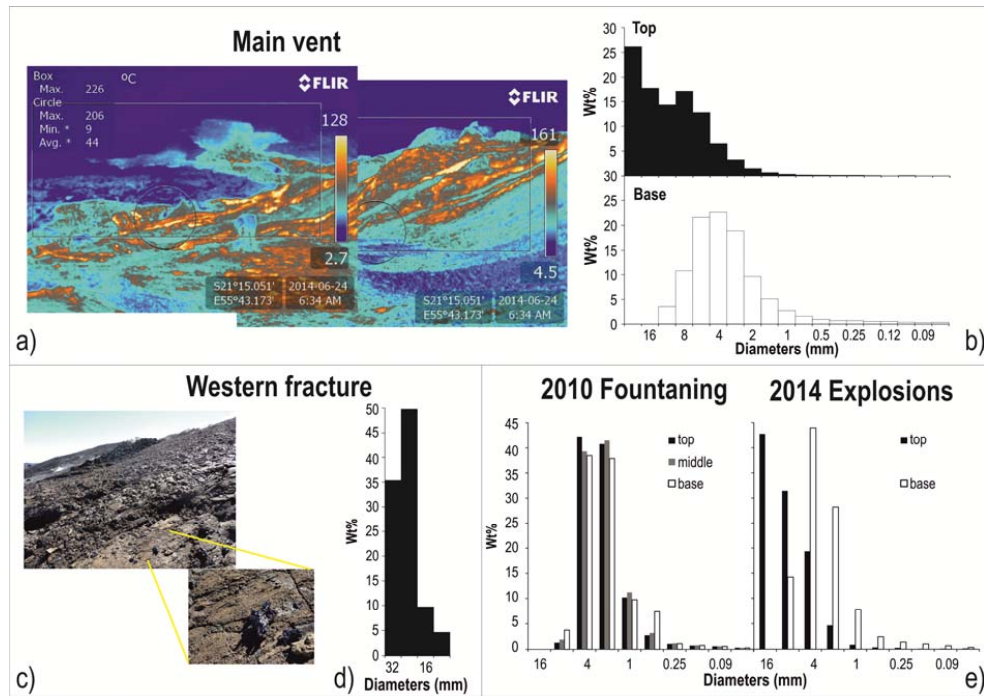 Main vent
Box
Max. 226
Circle
Max. 206
Min. * 9
Avg. * 44
ºC
FLIR
128
2.7
S21°15.051' 2014-06-24
E55°43.173' 6:34 AM
FLIR
161
4.5
S21°15.051' 2014-06-24
E55°43.173' 6:34 AM
a)
Top
Wt%
30
25
20
15
10
5
30
Base
Wt%
25
20
15
10
5
0
16 8 4 2 1 0.5 0.25 0.12 0.09
Diameters (mm)
b)
Western fracture
c)
Wt%
50
45
40
35
30
25
20
15
10
5
0
32 16
Diameters (mm)
d)
2010 Fountaning
2014 Explosions
Wt%
45
40
35
30
25
20
15
10
5
0
top
middle
base
16 4 1 0.25 0.09
top
base
16 4 1 0.25 0.09
Diameters (mm)
e)